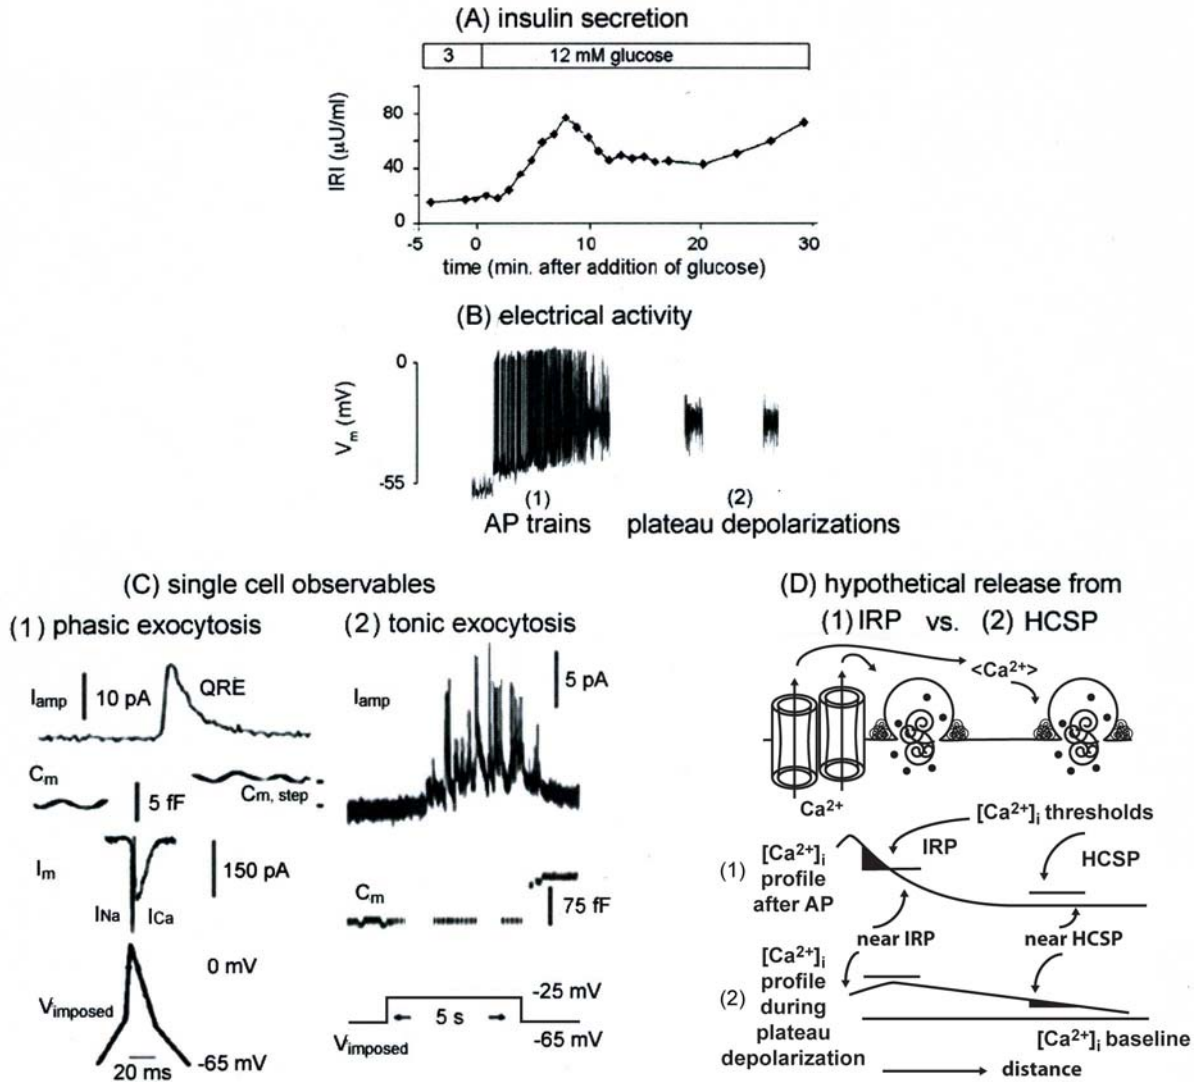 (A) insulin secretion
3
12 mM glucose
IRI (μU/ml)
80
40
0
-5
0
10
20
30
time (min. after addition of glucose)
(B) electrical activity
Vm (mV)
0
-55
(1)
AP trains
(2)
plateau depolarizations
(C) single cell observables
(1) phasic exocytosis
Iamp
10 pA
QRE
Cm
5 fF
Cm, step
Im
150 pA
INa
ICa
0 mV
Vimposed
-65 mV
20 ms
(2) tonic exocytosis
Iamp
5 pA
Cm
75 fF
-25 mV
5 s
Vimposed
-65 mV
(D) hypothetical release from
(1) IRP vs. (2) HCSP
<Ca²⁺>
Ca²⁺
[Ca²⁺]i thresholds
IRP
HCSP
(1)
[Ca²⁺]i
profile
after AP
near IRP
near HCSP
(2)
[Ca²⁺]i
profile
during
plateau
depolarization
[Ca²⁺]i baseline
distance